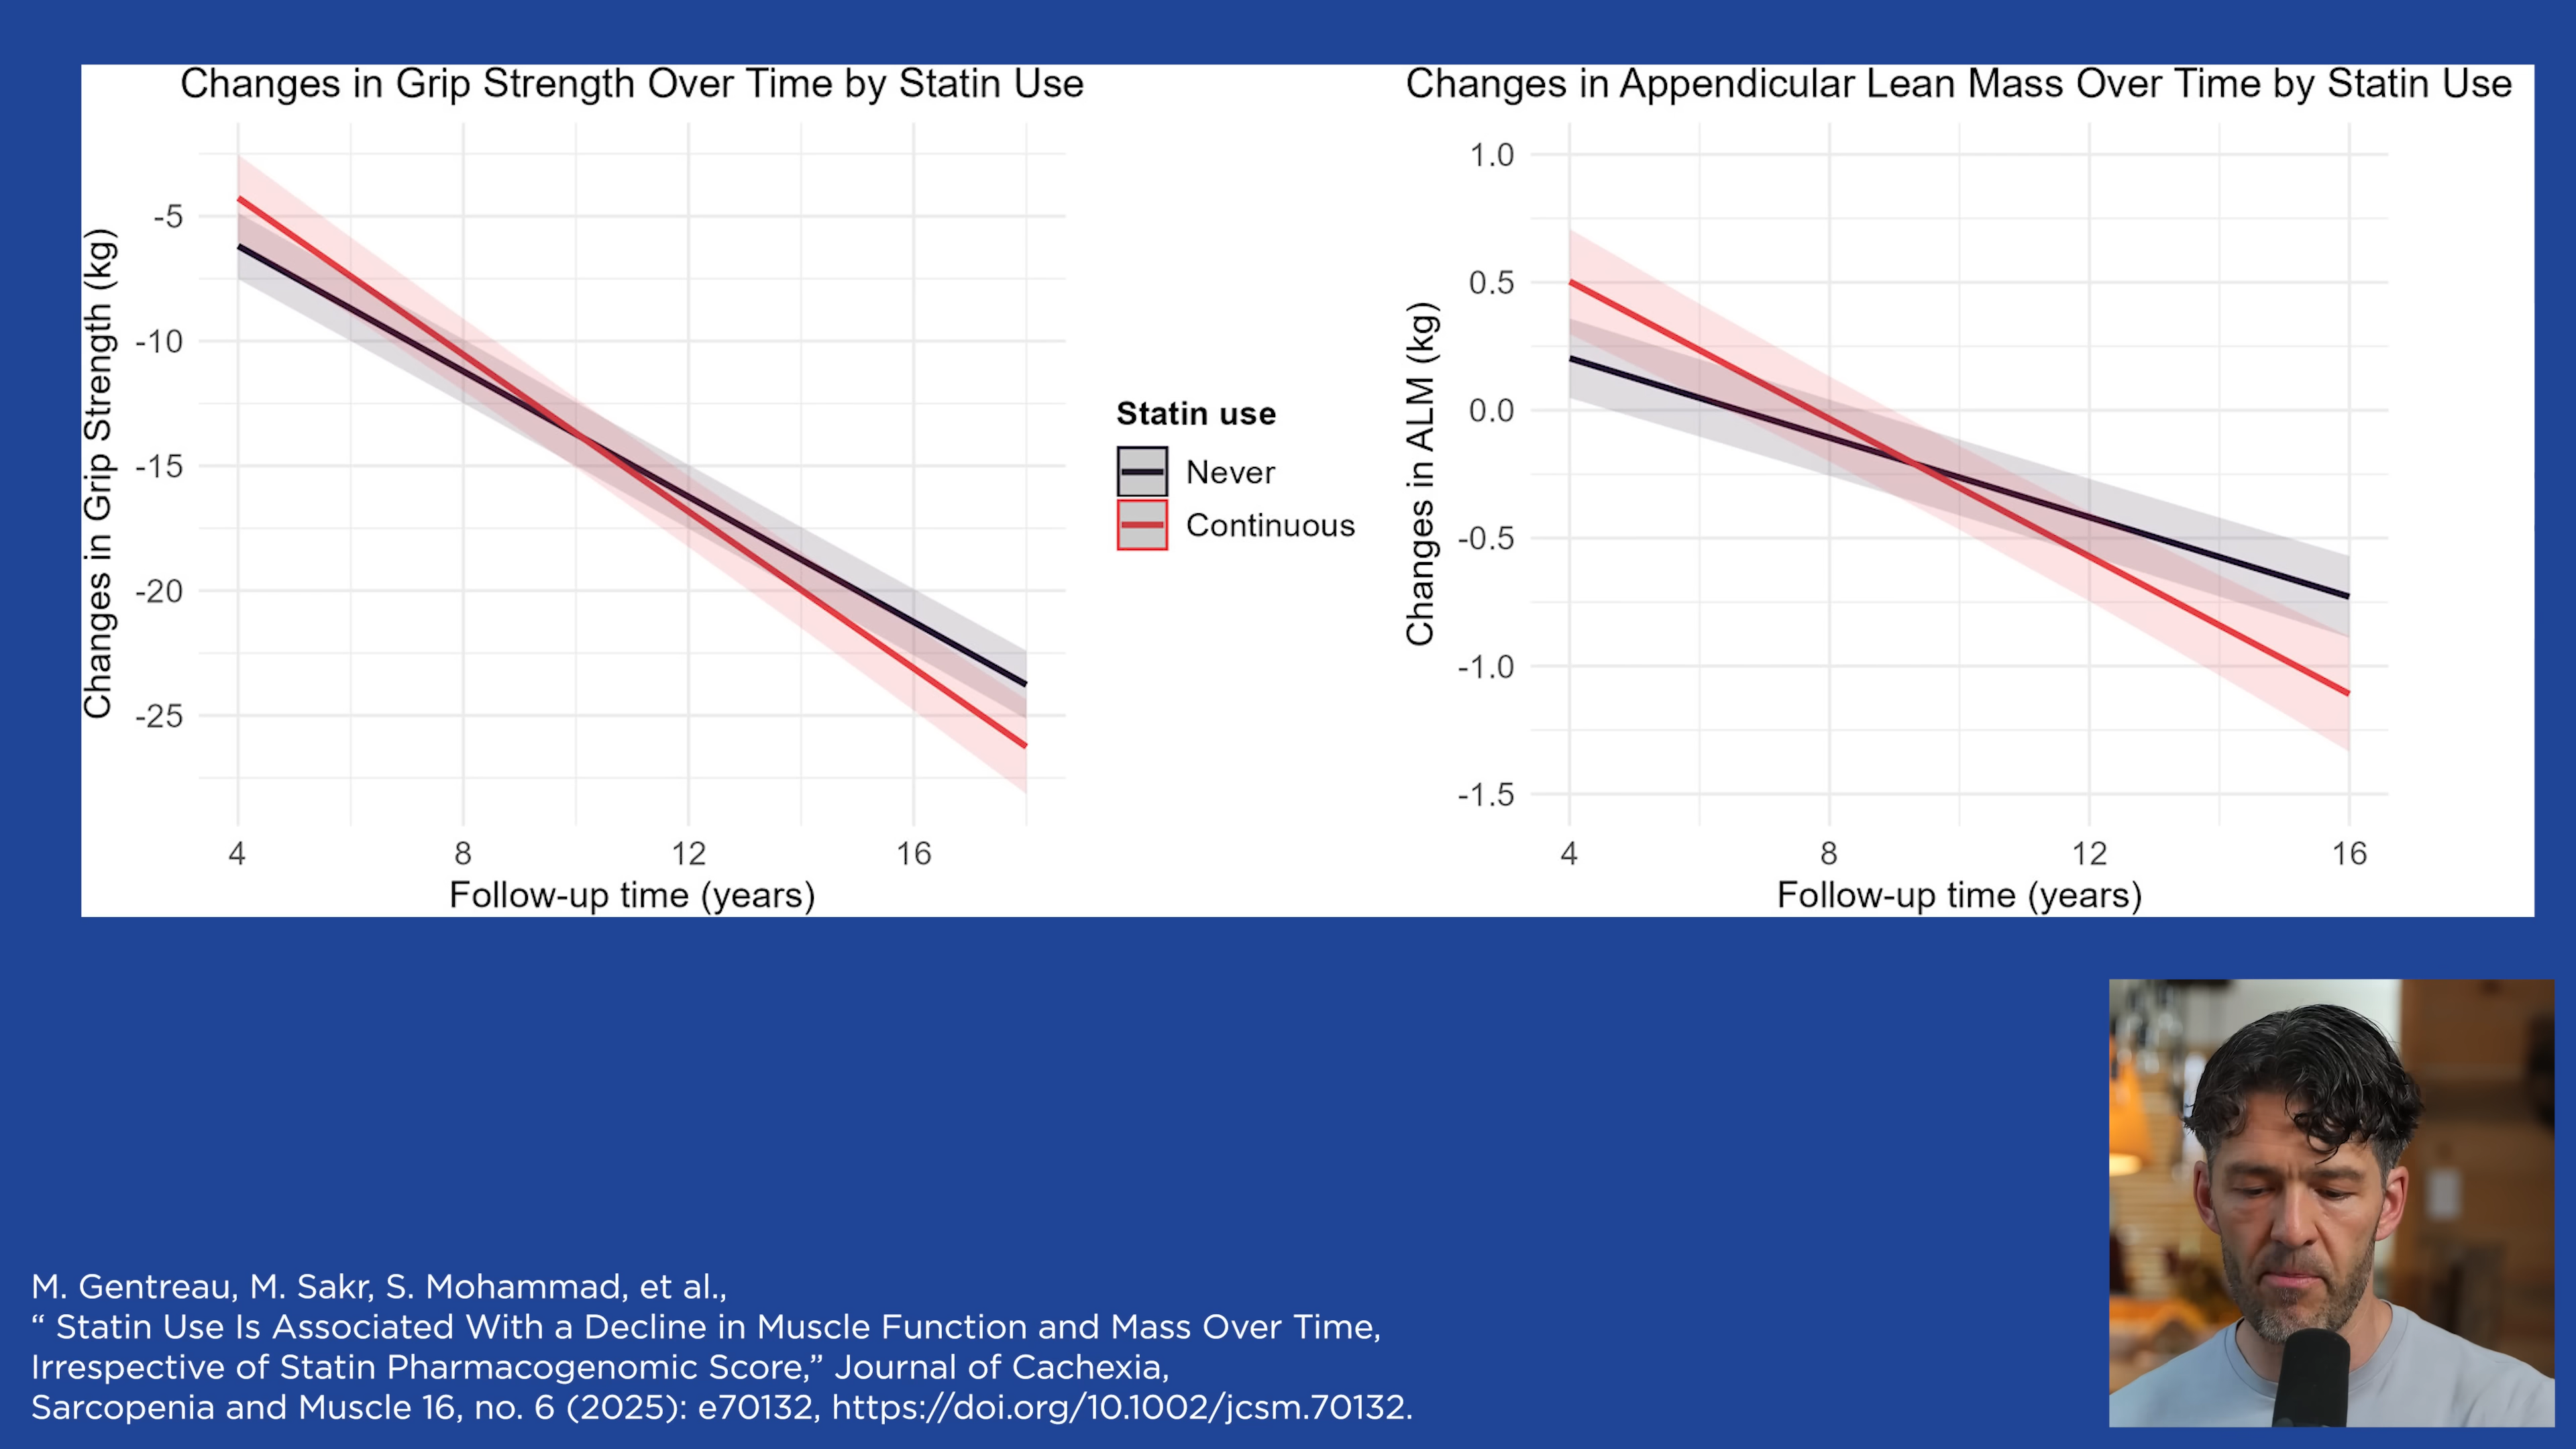 Changes in Grip Strength Over Time by Statin Use
Changes in Grip Strength (kg)
-5
-10
-15
-20
-25
4 8 12 16
Follow-up time (years)
Statin use
Never
Continuous
Changes in Appendicular Lean Mass Over Time by Statin Use
Changes in ALM (kg)
1.0
0.5
0.0
-0.5
-1.0
-1.5
4 8 12 16
Follow-up time (years)
M. Gentreau, M. Sakr, S. Mohammad, et al.,
“ Statin Use Is Associated With a Decline in Muscle Function and Mass Over Time,
Irrespective of Statin Pharmacogenomic Score,” Journal of Cachexia,
Sarcopenia and Muscle 16, no. 6 (2025): e70132, https://doi.org/10.1002/jcsm.70132.